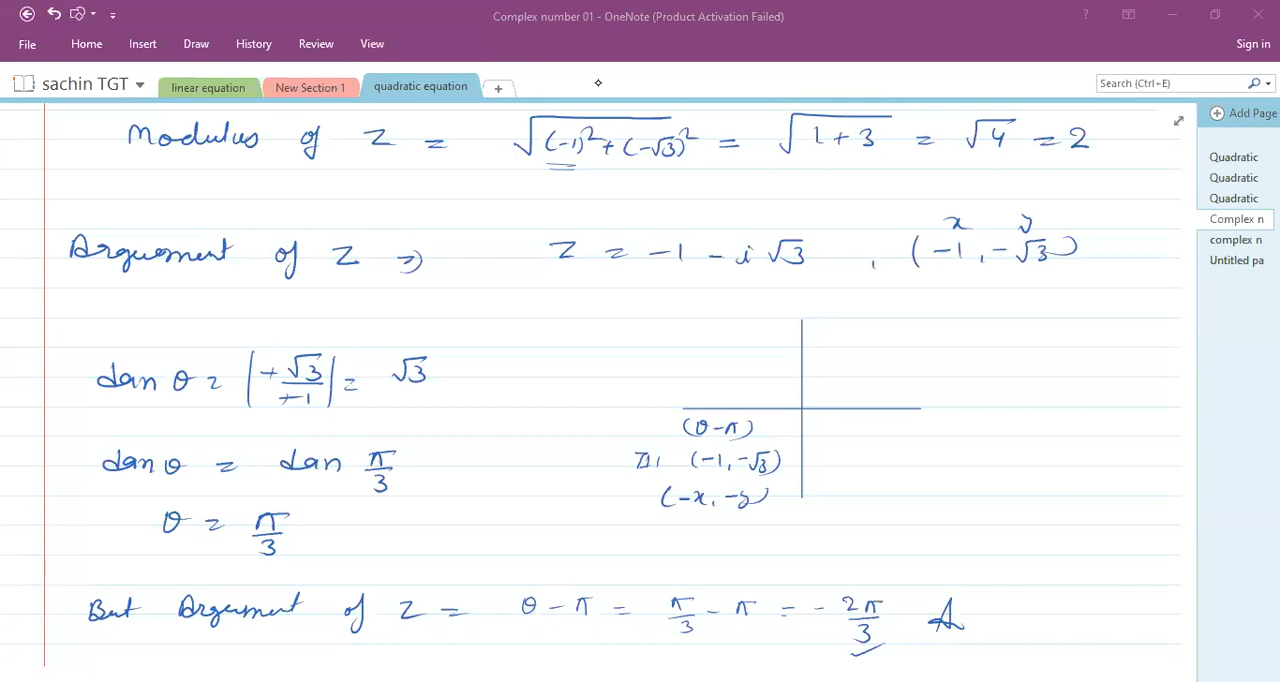 Complex number 01 - OneNote (Product Activation Failed)
?
File Home Insert Draw History Review View Sign in
sachin TGT linear equation New Section 1 quadratic equation + Search (Ctrl+E)
Add Page
Quadratic
Quadratic
Quadratic
Complex n
complex n
Untitled pa
Modulus of Z = √((-1)² + (-√3)²) = √(1 + 3) = √4 = 2
x y
Arguement of Z ⇒ Z = -1 - i √3 , (-1, -√3)
tan θ = |+√3/+1| = √3
(θ-π)
tan θ = tan π/3
III (-1, -√3)
(-x, -y)
θ = π/3
But Argument of Z = θ - π = π/3 - π = - 2π/3 A